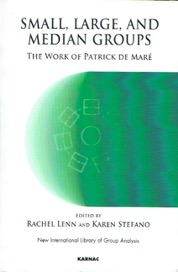 SMALL, LARGE, AND
MEDIAN GROUPS
THE WORK OF PATRICK DE MARÉ
EDITED BY
RACHEL LENN AND KAREN STEFANO
New International Library of Group Analysis
KARNAC